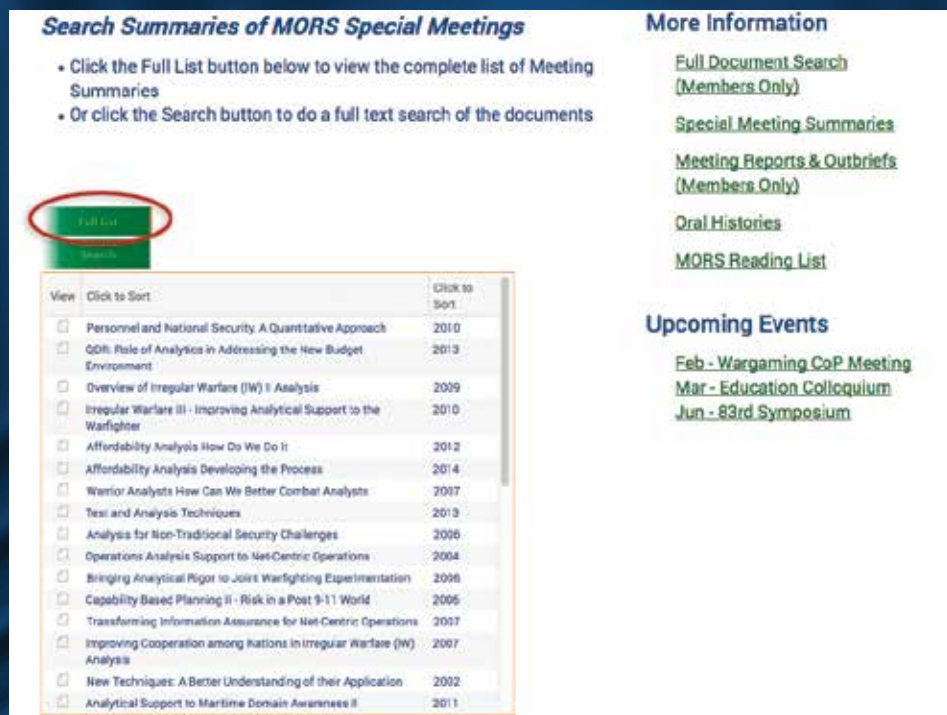 Search Summaries of MORS Special Meetings
• Click the Full List button below to view the complete list of Meeting
Summaries
• Or click the Search button to do a full text search of the documents
Full List
Search
View Click to Sort Click to
Sort
Personnel and National Security. A Quantitative Approach 2010
QDR: Role of Analytics in Addressing the New Budget 2013
Environment
Overview of Irregular Warfare (IW) II Analysis 2009
Irregular Warfare III - Improving Analytical Support to the 2010
Warfighter
Affordability Analysis How Do We Do It 2012
Affordability Analysis Developing the Process 2014
Warrior Analysts How Can We Better Combat Analysts 2007
Test and Analysis Techniques 2013
Analysis for Non-Traditional Security Challenges 2006
Operations Analysis Support to Net-Centric Operations 2004
Bringing Analytical Rigor to Joint Warfighting Experimentation 2006
Capability Based Planning II - Risk in a Post 9-11 World 2006
Transforming Information Assurance for Net-Centric Operations 2007
Improving Cooperation among Nations in Irregular Warfare (IW) 2007
Analysis
New Techniques: A Better Understanding of their Application 2002
Analytical Support to Maritime Domain Awareness II 2011
More Information
Full Document Search
(Members Only)
Special Meeting Summaries
Meeting Reports & Outbriefs
(Members Only)
Oral Histories
MORS Reading List
Upcoming Events
Feb - Wargaming CoP Meeting
Mar - Education Colloquium
Jun - 83rd Symposium